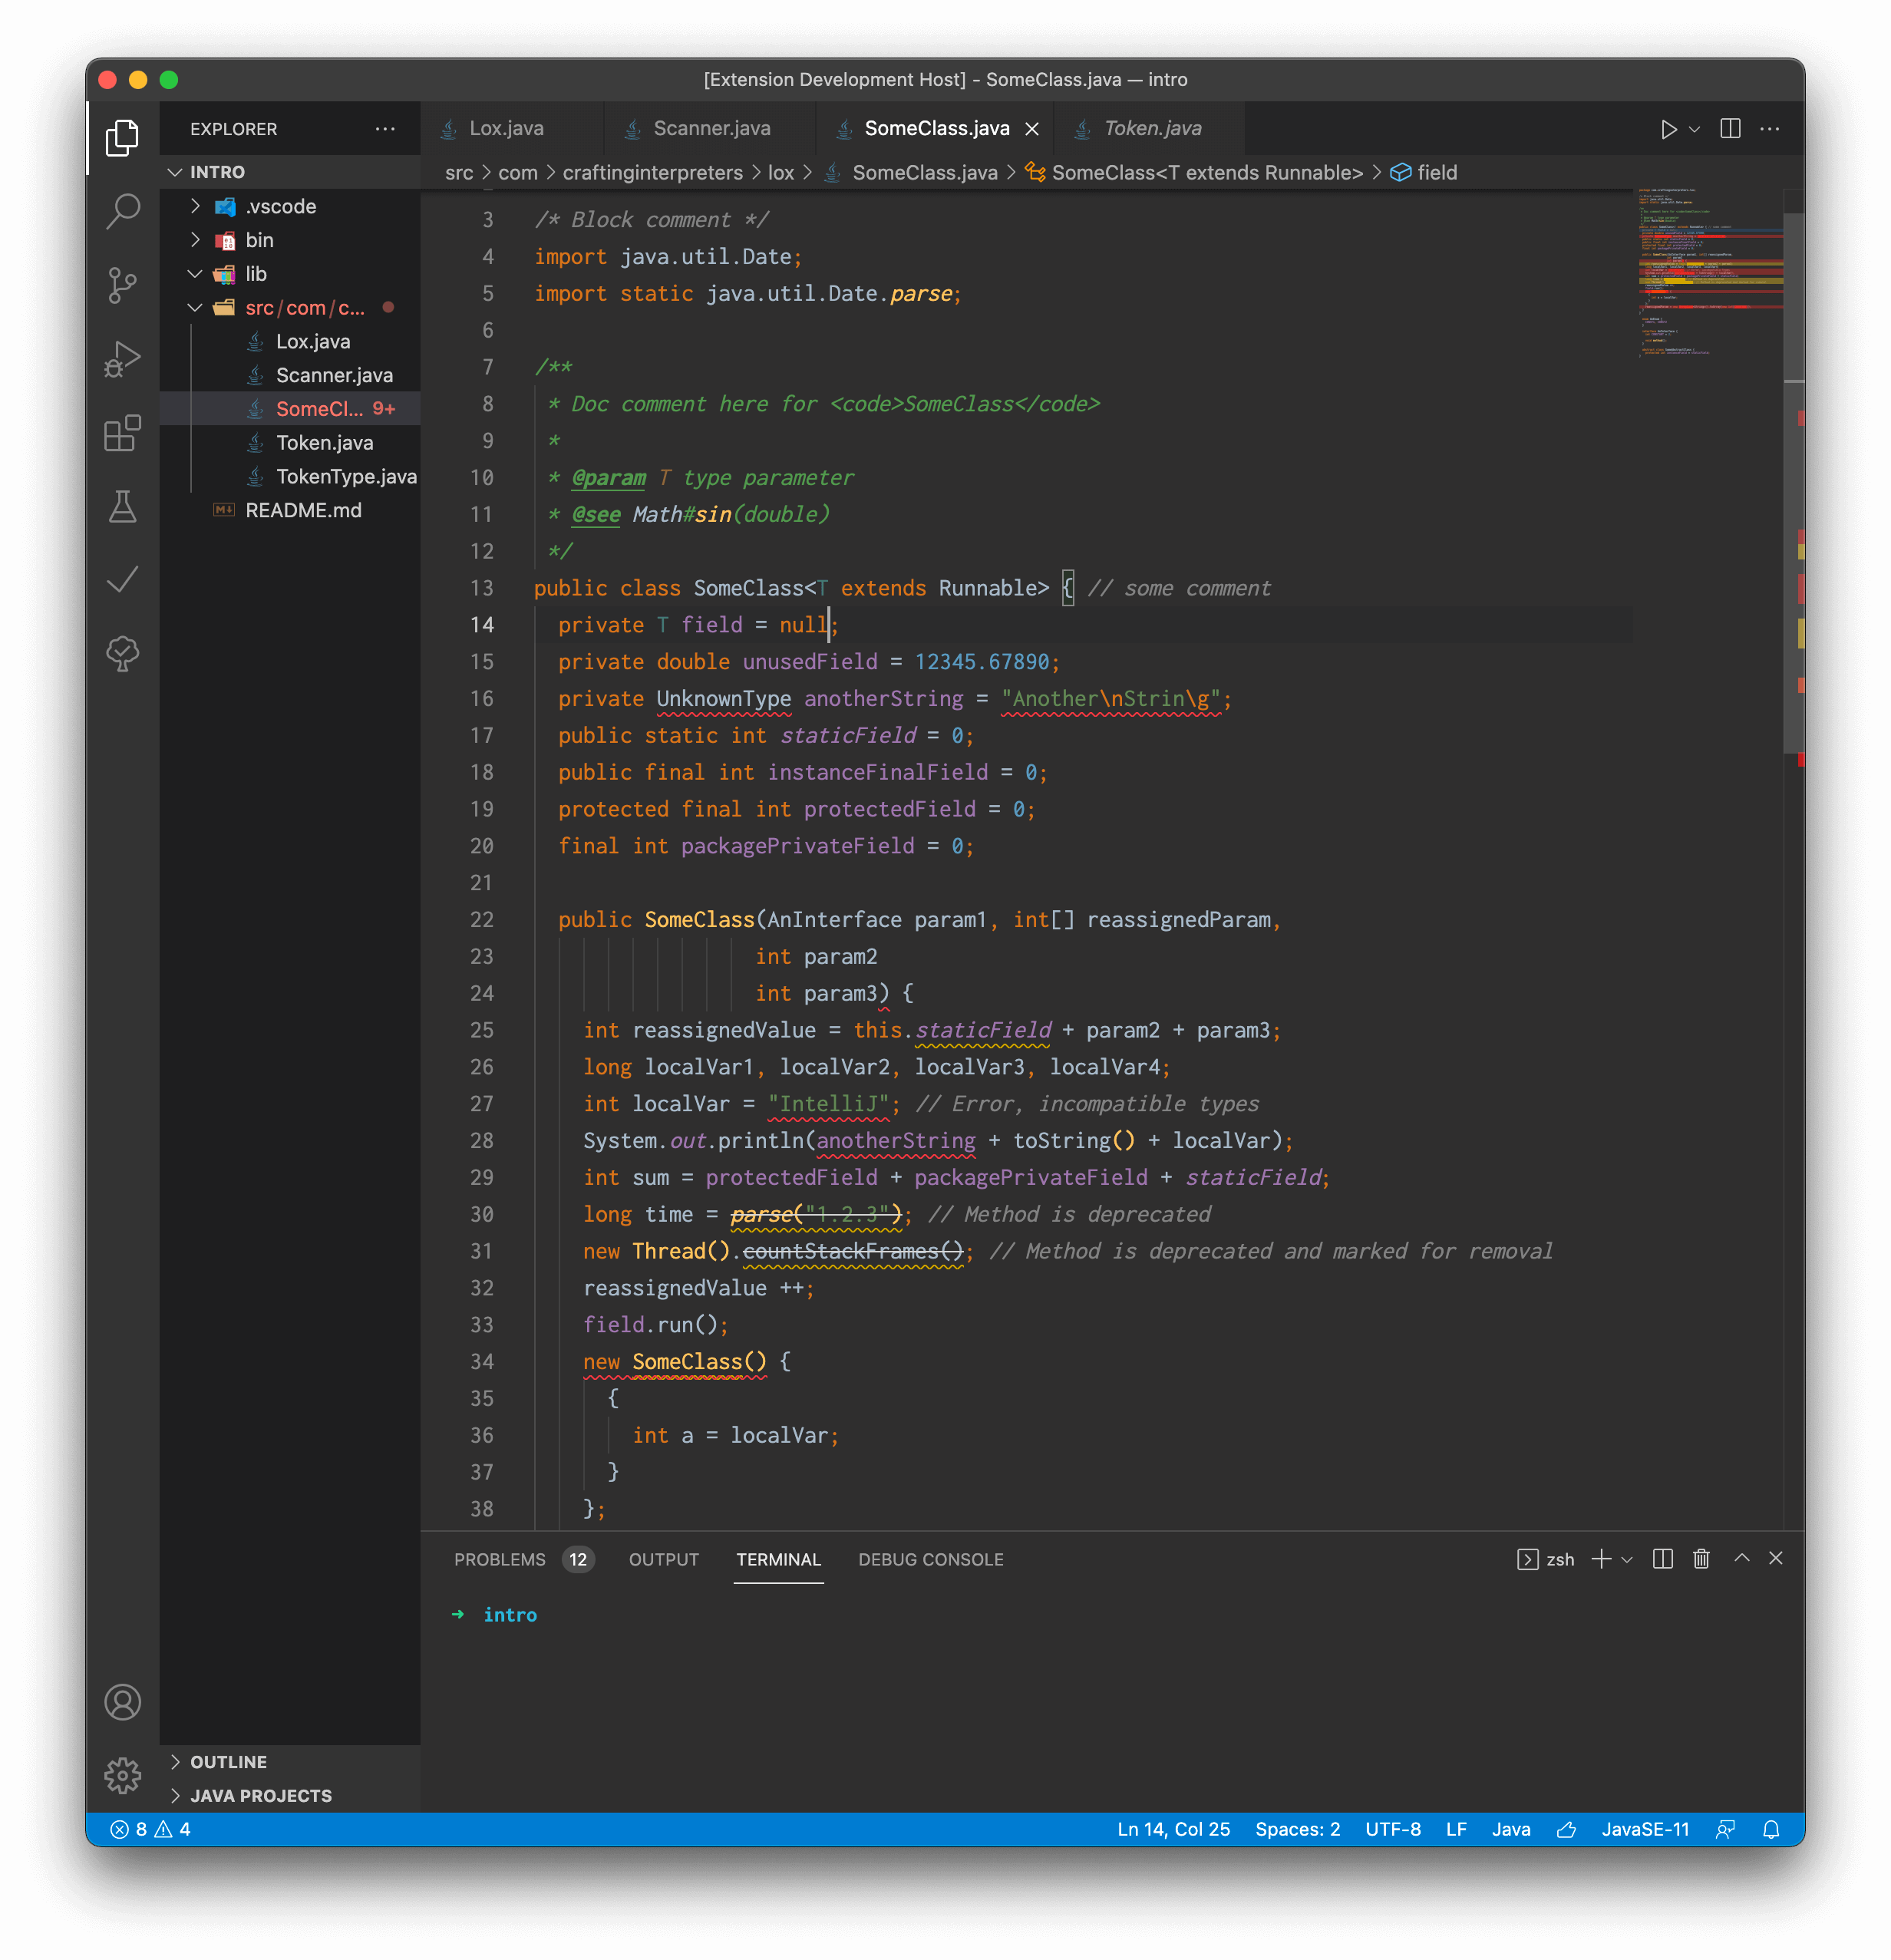 [Extension Development Host] - SomeClass.java — intro
EXPLORER
INTRO
.vscode
bin
lib
src/com/c...
Lox.java
Scanner.java
SomeCl... 9+
Token.java
TokenType.java
README.md
OUTLINE
JAVA PROJECTS
Lox.java Scanner.java SomeClass.java Token.java
src > com > craftinginterpreters > lox > SomeClass.java > SomeClass<T extends Runnable> > field
3 /* Block comment */
4 import java.util.Date;
5 import static java.util.Date.parse;
6
7 /**
8 * Doc comment here for <code>SomeClass</code>
9 *
10 * @param T type parameter
11 * @see Math#sin(double)
12 */
13 public class SomeClass<T extends Runnable> { // some comment
14 private T field = null;
15 private double unusedField = 12345.67890;
16 private UnknownType anotherString = "Another\nStrin\g";
17 public static int staticField = 0;
18 public final int instanceFinalField = 0;
19 protected final int protectedField = 0;
20 final int packagePrivateField = 0;
21
22 public SomeClass(AnInterface param1, int[] reassignedParam,
23 int param2
24 int param3) {
25 int reassignedValue = this.staticField + param2 + param3;
26 long localVar1, localVar2, localVar3, localVar4;
27 int localVar = "IntelliJ"; // Error, incompatible types
28 System.out.println(anotherString + toString() + localVar);
29 int sum = protectedField + packagePrivateField + staticField;
30 long time = parse("1.2.3"); // Method is deprecated
31 new Thread().countStackFrames(); // Method is deprecated and marked for removal
32 reassignedValue ++;
33 field.run();
34 new SomeClass() {
35 {
36 int a = localVar;
37 }
38 };
PROBLEMS 12 OUTPUT TERMINAL DEBUG CONSOLE zsh
➜ intro
8 4 Ln 14, Col 25 Spaces: 2 UTF-8 LF Java JavaSE-11